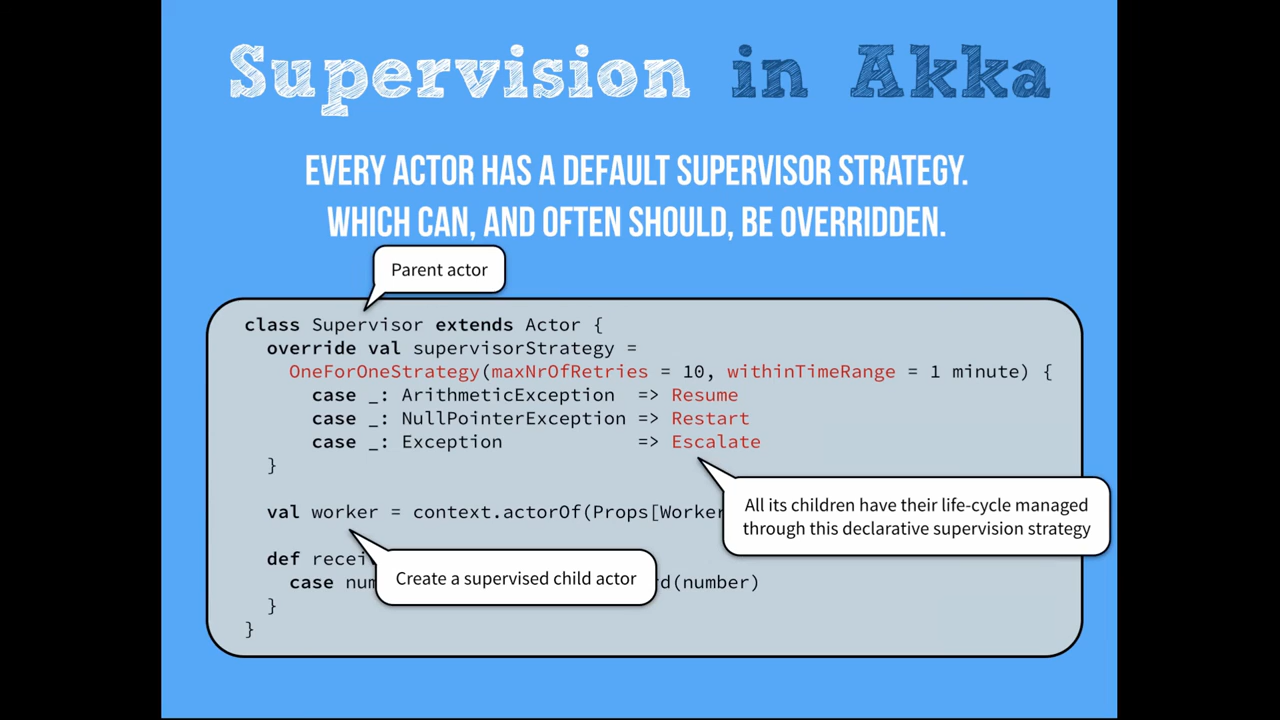 Supervision in Akka
EVERY ACTOR HAS A DEFAULT SUPERVISOR STRATEGY.
WHICH CAN, AND OFTEN SHOULD, BE OVERRIDDEN.
Parent actor
class Supervisor extends Actor {
override val supervisorStrategy =
OneForOneStrategy(maxNrOfRetries = 10, withinTimeRange = 1 minute) {
case _: ArithmeticException => Resume
case _: NullPointerException => Restart
case _: Exception => Escalate
}
All its children have their life-cycle managed
through this declarative supervision strategy
val worker = context.actorOf(Props[Worker
def
Create a supervised child actor
case (number)
}
}